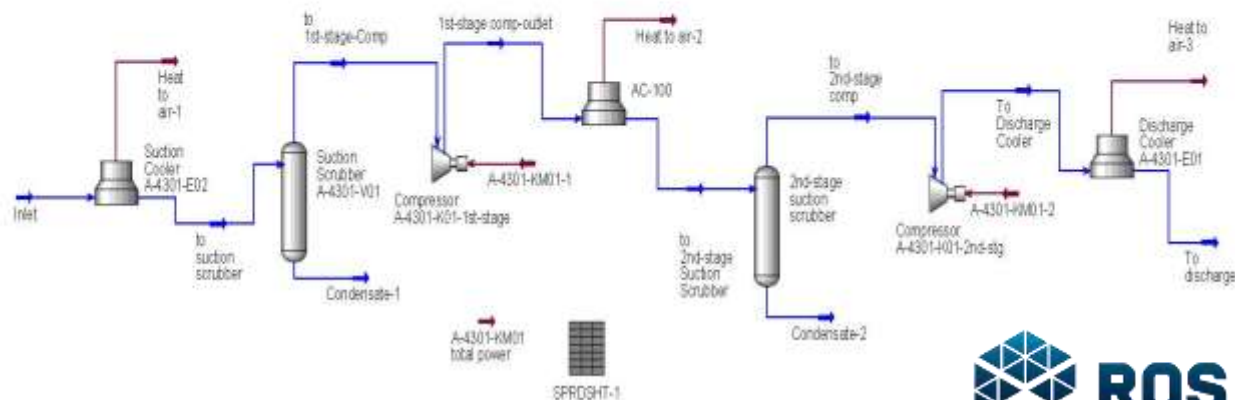 Inlet
Suction
Cooler
A-4301-E02
Heat
to
air-1
to
suction
scrubber
Suction
Scrubber
A-4301-V01
Condensate-1
to
1st-stage-Comp
Compressor
A-4301-K01-1st-stage
A-4301-KM01-1
1st-stage comp-outlet
AC-100
Heat to air-2
to
2nd-stage
Suction
Scrubber
2nd-stage
suction
scrubber
Condensate-2
to
2nd-stage
comp
Compressor
A-4301-K01-2nd-stg
A-4301-KM01-2
To
Discharge
Cooler
Discharge
Cooler
A-4301-E01
Heat to
air-3
To
discharge
A-4301-KM01
total power
SPRDSHT-1
ROS